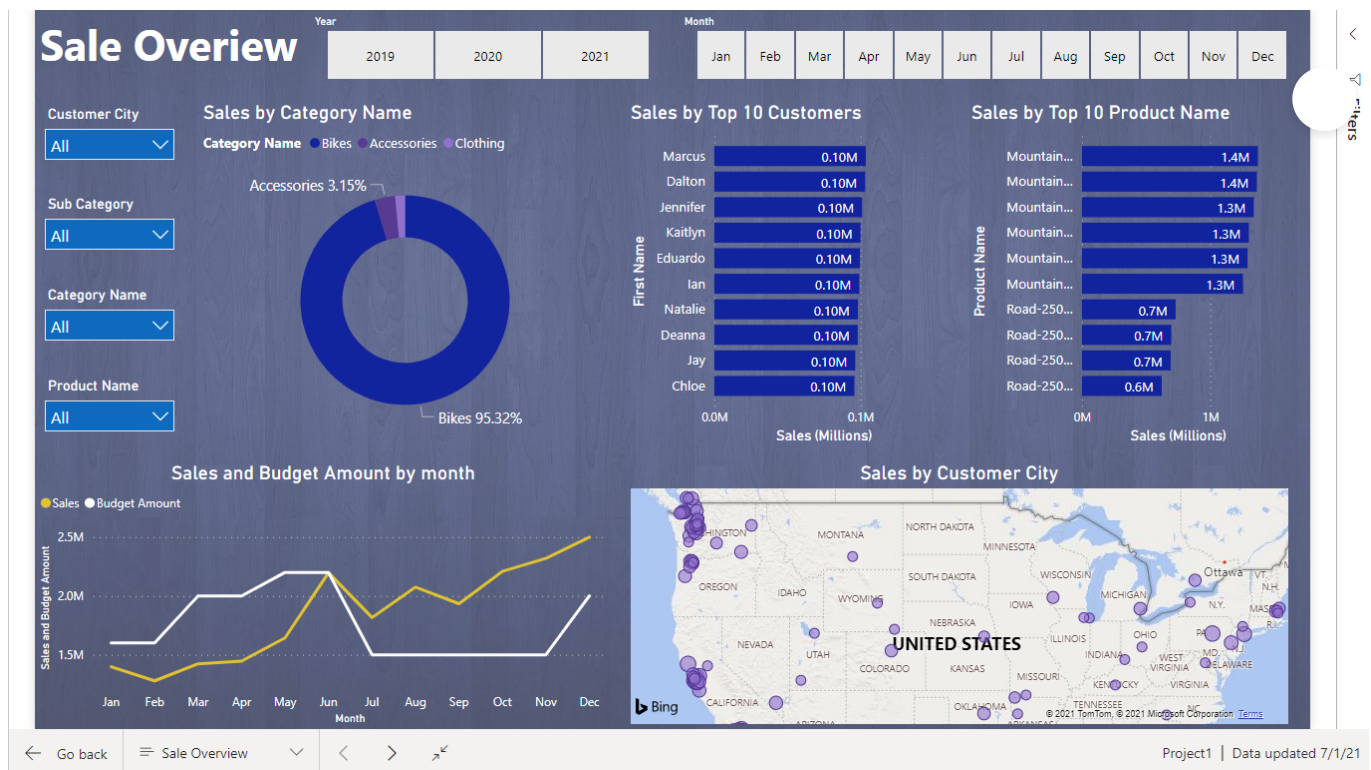 Sale Overiew
Year
2019 2020 2021
Month
Jan Feb Mar Apr May Jun Jul Aug Sep Oct Nov Dec
Filters
Customer City
All
Sub Category
All
Category Name
All
Product Name
All
Sales by Category Name
Category Name Bikes Accessories Clothing
Accessories 3.15%
Bikes 95.32%
Sales by Top 10 Customers
First Name
Marcus 0.10M
Dalton 0.10M
Jennifer 0.10M
Kaitlyn 0.10M
Eduardo 0.10M
Ian 0.10M
Natalie 0.10M
Deanna 0.10M
Jay 0.10M
Chloe 0.10M
0.0M 0.1M
Sales (Millions)
Sales by Top 10 Product Name
Product Name
Mountain... 1.4M
Mountain... 1.4M
Mountain... 1.3M
Mountain... 1.3M
Mountain... 1.3M
Mountain... 1.3M
Road-250... 0.7M
Road-250... 0.7M
Road-250... 0.7M
Road-250... 0.6M
0M 1M
Sales (Millions)
Sales and Budget Amount by month
Sales Budget Amount
Sales and Budget Amount
2.5M
2.0M
1.5M
Jan Feb Mar Apr May Jun Jul Aug Sep Oct Nov Dec
Month
Sales by Customer City
NORTH DAKOTA
MONTANA
MINNESOTA
Ottawa
VT.
N.H.
SOUTH DAKOTA
WISCONSIN
OREGON
IDAHO
WYOMING
MICHIGAN
IOWA
N.Y.
R.I.
NEBRASKA
NEVADA
UTAH
UNITED STATES
ILLINOIS
INDIANA
OHIO
COLORADO
KANSAS
MISSOURI
WEST VIRGINIA
MD.
DELAWARE
KENTUCKY
VIRGINIA
CALIFORNIA
OKLAHOMA
TENNESSEE
Bing
© 2021 TomTom, © 2021 Microsoft Corporation Terms
Go back
Sale Overview
Project1 | Data updated 7/1/21